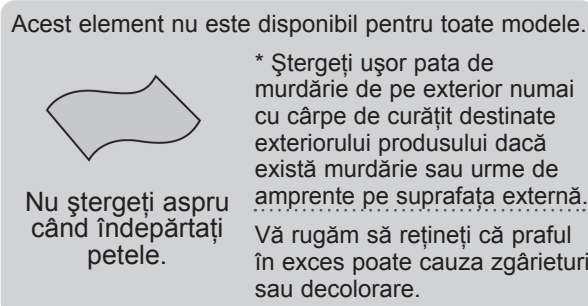 Acest element nu este disponibil pentru toate modele.
* Ştergeţi uşor pata de
murdărie de pe exterior numai
cu cârpe de curăţit destinate
exteriorului produsului dacă
există murdărie sau urme de
amprente pe suprafaţa externă.
Nu ştergeţi aspru
când îndepărtaţi
petele.
Vă rugăm să reţineţi că praful
în exces poate cauza zgârieturi
sau decolorare.